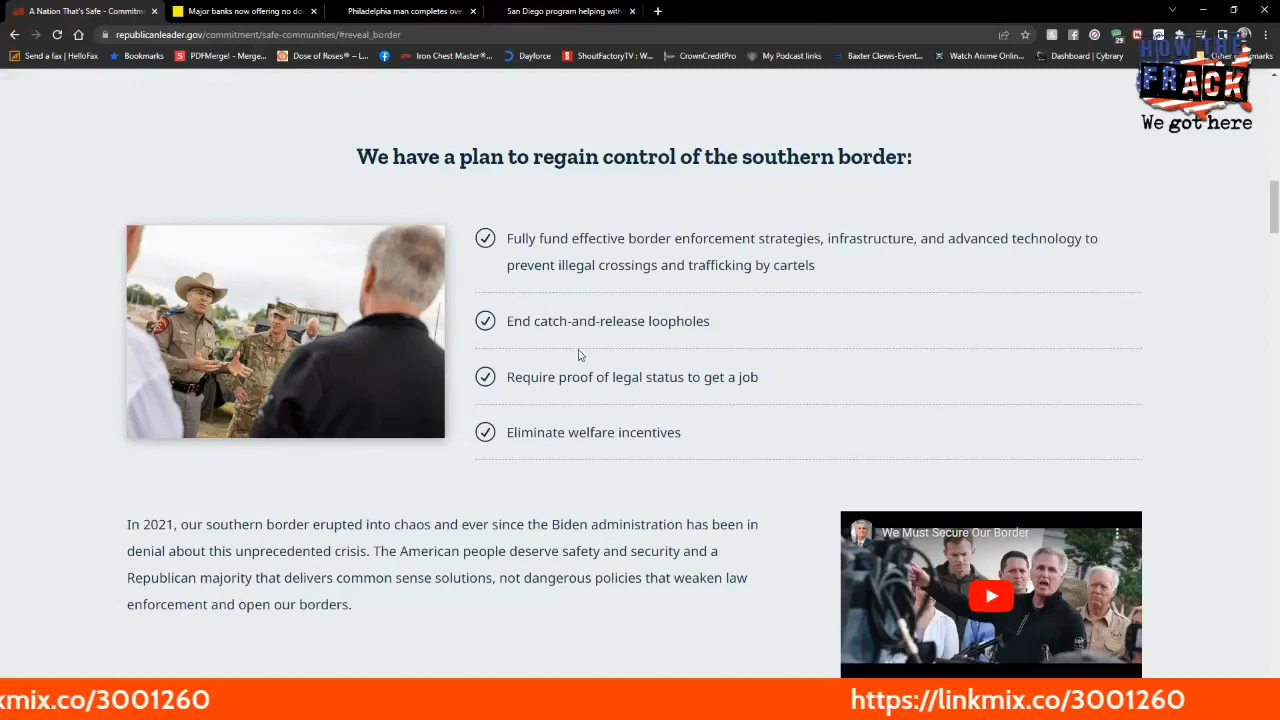 A Nation That's Safe - Commitme
Major banks now offering no do
Philadelphia man completes ove
San Diego program helping with
republicanleader.gov/commitment/safe-communities/#reveal_border
Send a fax | HelloFax
Bookmarks
PDFMerge! - Merge...
Dose of Roses® – L...
Iron Chest Master®...
Dayforce
ShoutFactoryTV : W...
CrownCreditPro
My Podcast links
Baxter Clewis-Event...
Watch Anime Onlin...
Dashboard | Cybrary
HOW THE
FRACK
We got here
We have a plan to regain control of the southern border:
Fully fund effective border enforcement strategies, infrastructure, and advanced technology to
prevent illegal crossings and trafficking by cartels
End catch-and-release loopholes
Require proof of legal status to get a job
Eliminate welfare incentives
In 2021, our southern border erupted into chaos and ever since the Biden administration has been in
denial about this unprecedented crisis. The American people deserve safety and security and a
Republican majority that delivers common sense solutions, not dangerous policies that weaken law
enforcement and open our borders.
We Must Secure Our Border
kmix.co/3001260
https://linkmix.co/3001260